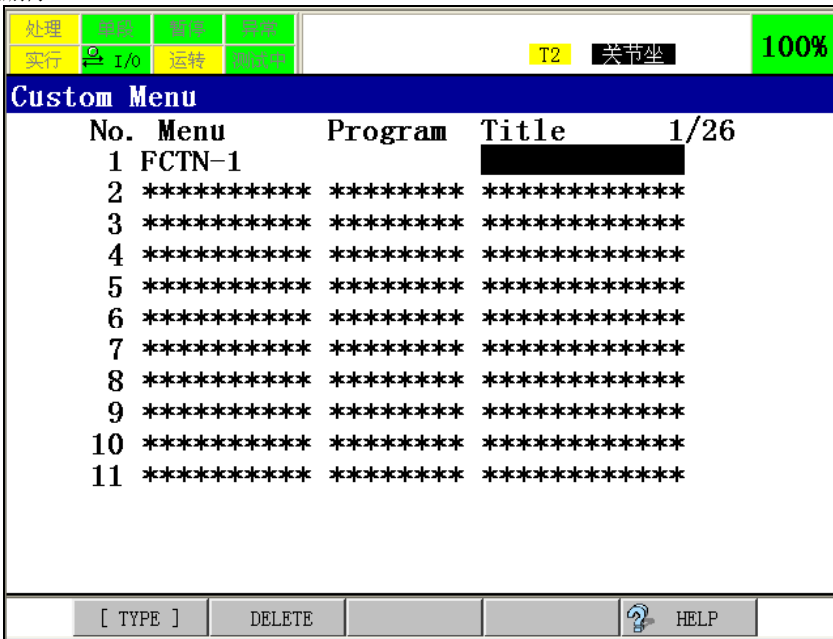 处理 单段 暂停 异常
实行 I/O 运转 测试中 T2 关节坐 100%
Custom Menu
No. Menu Program Title 1/26
1 FCTN-1
2 ********** ******** ************
3 ********** ******** ************
4 ********** ******** ************
5 ********** ******** ************
6 ********** ******** ************
7 ********** ******** ************
8 ********** ******** ************
9 ********** ******** ************
10 ********** ******** ************
11 ********** ******** ************
[ TYPE ] DELETE HELP